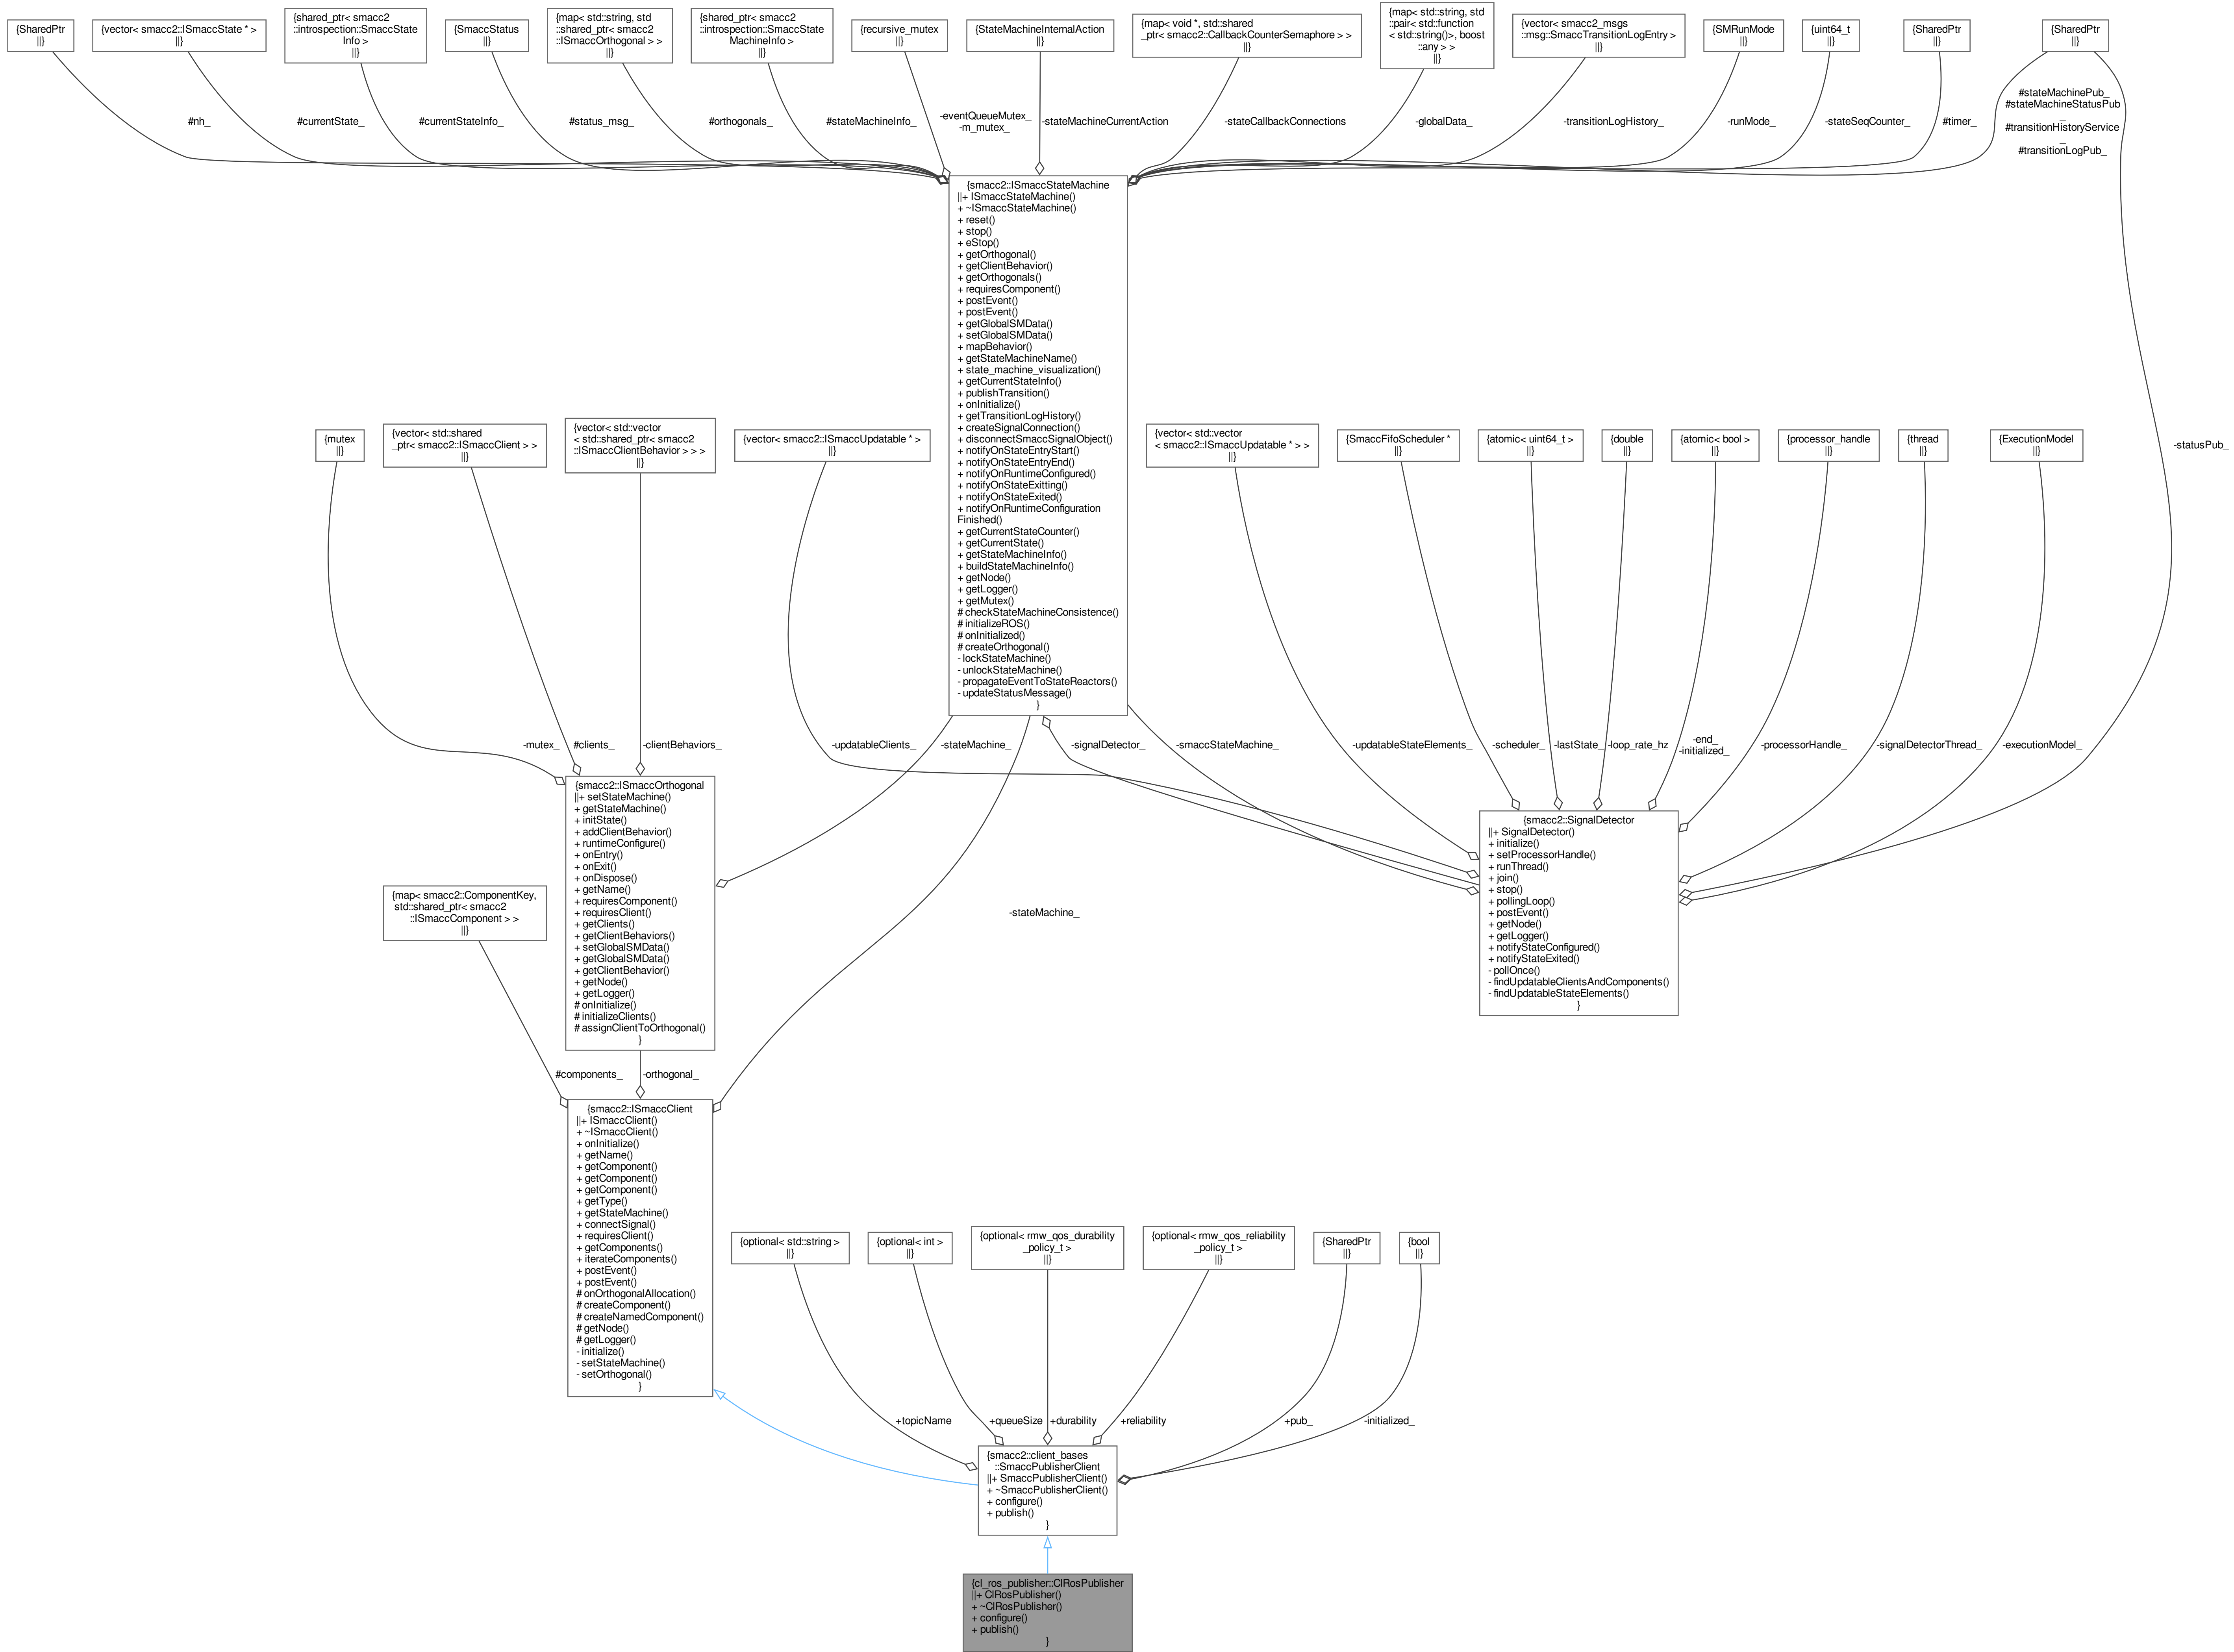 {SharedPtr
||}
{vector< smacc2::ISmaccState * >
||}
{shared_ptr< smacc2
::introspection::SmaccState
Info >
||}
{SmaccStatus
||}
{map< std::string, std
::shared_ptr< smacc2
::ISmaccOrthogonal > >
||}
{shared_ptr< smacc2
::introspection::SmaccState
MachineInfo >
||}
{recursive_mutex
||}
{StateMachineInternalAction
||}
{map< void *, std::shared
_ptr< smacc2::CallbackCounterSemaphore > >
||}
{map< std::string, std
::pair< std::function
< std::string()>, boost
::any > >
||}
{vector< smacc2_msgs
::msg::SmaccTransitionLogEntry >
||}
{SMRunMode
||}
{uint64_t
||}
{SharedPtr
||}
{SharedPtr
||}
#nh_
#currentState_
#currentStateInfo_
#status_msg_
#orthogonals_
#stateMachineInfo_
-eventQueueMutex_
-m_mutex_
-stateMachineCurrentAction
-stateCallbackConnections
-globalData_
-transitionLogHistory_
-runMode_
-stateSeqCounter_
#timer_
#stateMachinePub_
#stateMachineStatusPub
_
#transitionHistoryService
_
#transitionLogPub_
{smacc2::ISmaccStateMachine
||+ ISmaccStateMachine()
+ ~ISmaccStateMachine()
+ reset()
+ stop()
+ eStop()
+ getOrthogonal()
+ getClientBehavior()
+ getOrthogonals()
+ requiresComponent()
+ postEvent()
+ postEvent()
+ getGlobalSMData()
+ setGlobalSMData()
+ mapBehavior()
+ getStateMachineName()
+ state_machine_visualization()
+ getCurrentStateInfo()
+ publishTransition()
+ onInitialize()
+ getTransitionLogHistory()
+ createSignalConnection()
+ disconnectSmaccSignalObject()
+ notifyOnStateEntryStart()
+ notifyOnStateEntryEnd()
+ notifyOnRuntimeConfigured()
+ notifyOnStateExitting()
+ notifyOnStateExited()
+ notifyOnRuntimeConfiguration
Finished()
+ getCurrentStateCounter()
+ getCurrentState()
+ getStateMachineInfo()
+ buildStateMachineInfo()
+ getNode()
+ getLogger()
+ getMutex()
# checkStateMachineConsistence()
# initializeROS()
# onInitialized()
# createOrthogonal()
- lockStateMachine()
- unlockStateMachine()
- propagateEventToStateReactors()
- updateStatusMessage()
}
{mutex
||}
{vector< std::shared
_ptr< smacc2::ISmaccClient > >
||}
{vector< std::vector
< std::shared_ptr< smacc2
::ISmaccClientBehavior > > >
||}
{vector< smacc2::ISmaccUpdatable * >
||}
{vector< std::vector
< smacc2::ISmaccUpdatable * > >
||}
{SmaccFifoScheduler *
||}
{atomic< uint64_t >
||}
{double
||}
{atomic< bool >
||}
{processor_handle
||}
{thread
||}
{ExecutionModel
||}
-statusPub_
-mutex_
#clients_
-clientBehaviors_
-updatableClients_
-stateMachine_
-signalDetector_
-smaccStateMachine_
-updatableStateElements_
-scheduler_
-lastState_
-loop_rate_hz
-end_
-initialized_
-processorHandle_
-signalDetectorThread_
-executionModel_
{smacc2::ISmaccOrthogonal
||+ setStateMachine()
+ getStateMachine()
+ initState()
+ addClientBehavior()
+ runtimeConfigure()
+ onEntry()
+ onExit()
+ onDispose()
+ getName()
+ requiresComponent()
+ requiresClient()
+ getClients()
+ getClientBehaviors()
+ setGlobalSMData()
+ getGlobalSMData()
+ getClientBehavior()
+ getNode()
+ getLogger()
# onInitialize()
# initializeClients()
# assignClientToOrthogonal()
}
{smacc2::SignalDetector
||+ SignalDetector()
+ initialize()
+ setProcessorHandle()
+ runThread()
+ join()
+ stop()
+ pollingLoop()
+ postEvent()
+ getNode()
+ getLogger()
+ notifyStateConfigured()
+ notifyStateExited()
- pollOnce()
- findUpdatableClientsAndComponents()
- findUpdatableStateElements()
}
{map< smacc2::ComponentKey,
std::shared_ptr< smacc2
::ISmaccComponent > >
||}
-stateMachine_
#components_
-orthogonal_
{smacc2::ISmaccClient
||+ ISmaccClient()
+ ~ISmaccClient()
+ onInitialize()
+ getName()
+ getComponent()
+ getComponent()
+ getComponent()
+ getType()
+ getStateMachine()
+ connectSignal()
+ requiresClient()
+ getComponents()
+ iterateComponents()
+ postEvent()
+ postEvent()
# onOrthogonalAllocation()
# createComponent()
# createNamedComponent()
# getNode()
# getLogger()
- initialize()
- setStateMachine()
- setOrthogonal()
}
{optional< std::string >
||}
{optional< int >
||}
{optional< rmw_qos_durability
_policy_t >
||}
{optional< rmw_qos_reliability
_policy_t >
||}
{SharedPtr
||}
{bool
||}
+topicName
+queueSize
+durability
+reliability
+pub_
-initialized_
{smacc2::client_bases
::SmaccPublisherClient
||+ SmaccPublisherClient()
+ ~SmaccPublisherClient()
+ configure()
+ publish()
}
{cl_ros_publisher::ClRosPublisher
||+ ClRosPublisher()
+ ~ClRosPublisher()
+ configure()
+ publish()
}